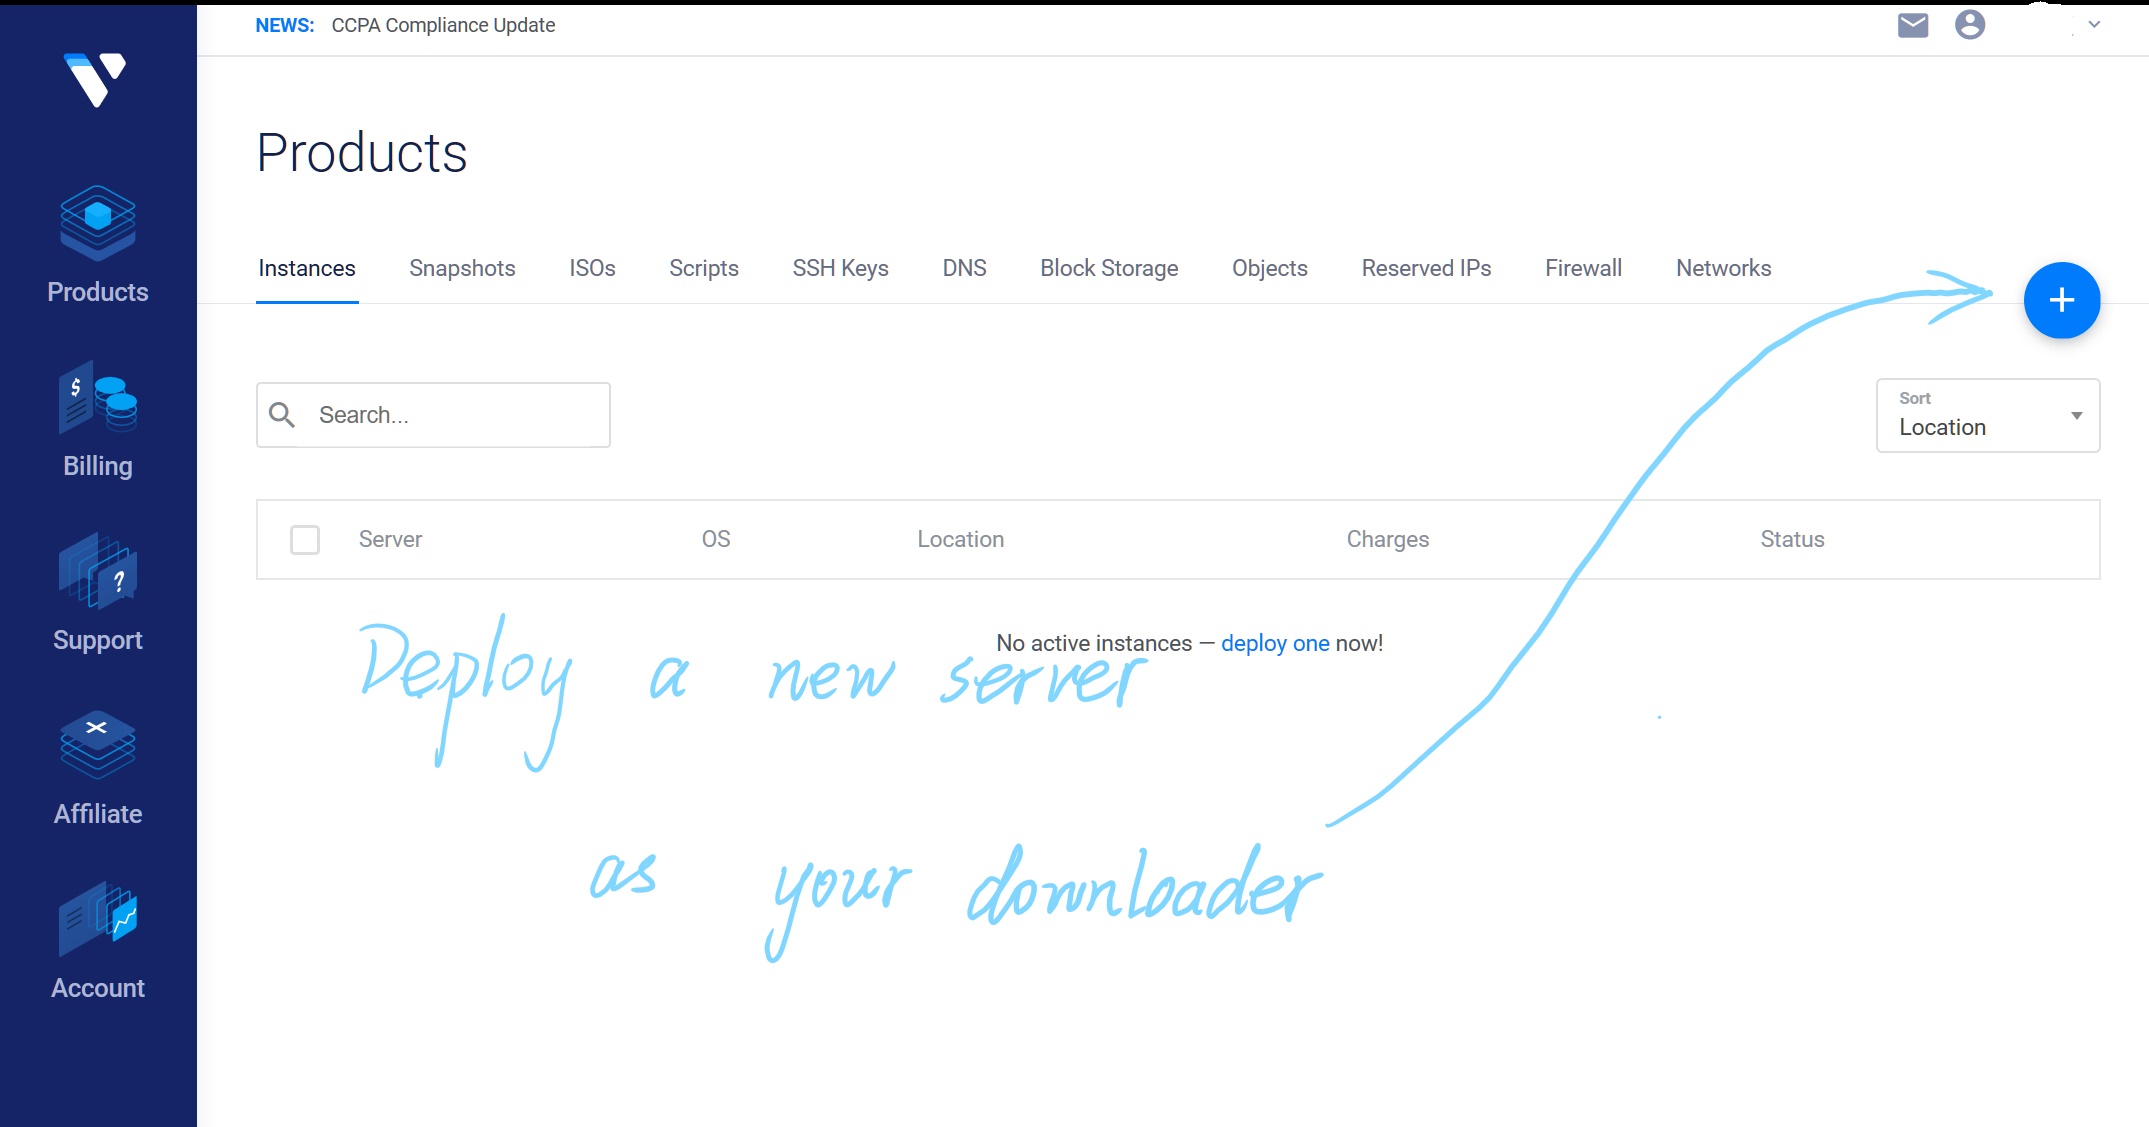 NEWS: CCPA Compliance Update
Products
Instances Snapshots ISOs Scripts SSH Keys DNS Block Storage Objects Reserved IPs Firewall Networks
+
Search...
Sort
Location
Server OS Location Charges Status
No active instances — deploy one now!
Deploy a new server
as your downloader
Products
$
Billing
?
Support
Affiliate
Account